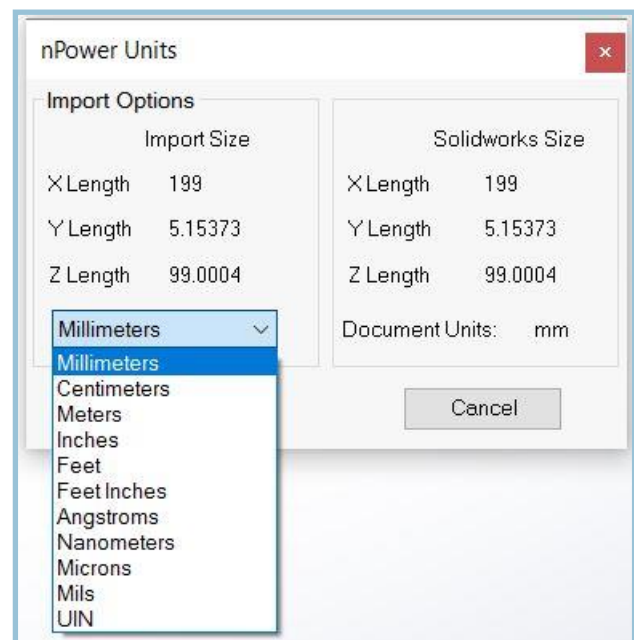 nPower Units
Import Options
Import Size
X Length 199
Y Length 5.15373
Z Length 99.0004
Solidworks Size
X Length 199
Y Length 5.15373
Z Length 99.0004
Document Units: mm
Millimeters
Millimeters
Centimeters
Meters
Inches
Feet
Feet Inches
Angstroms
Nanometers
Microns
Mils
UIN
Cancel